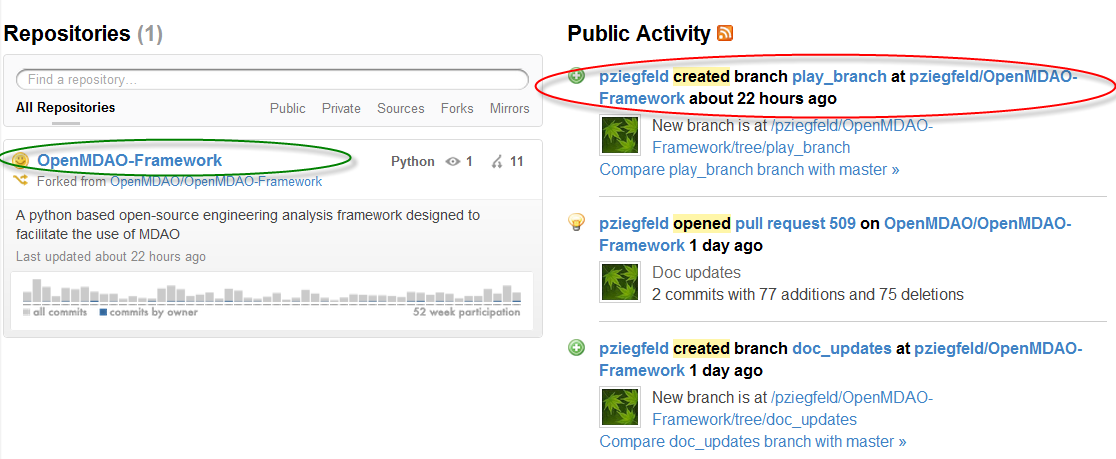 Repositories (1)
Find a repository…
All Repositories
Public
Private
Sources
Forks
Mirrors
OpenMDAO-Framework
Python
1
11
Forked from OpenMDAO/OpenMDAO-Framework
A python based open-source engineering analysis framework designed to
facilitate the use of MDAO
Last updated about 22 hours ago
all commits
commits by owner
52 week participation
Public Activity
pziegfeld created branch play_branch at pziegfeld/OpenMDAO-
Framework about 22 hours ago
New branch is at /pziegfeld/OpenMDAO-
Framework/tree/play_branch
Compare play_branch branch with master »
pziegfeld opened pull request 509 on OpenMDAO/OpenMDAO-
Framework 1 day ago
Doc updates
2 commits with 77 additions and 75 deletions
pziegfeld created branch doc_updates at pziegfeld/OpenMDAO-
Framework 1 day ago
New branch is at /pziegfeld/OpenMDAO-
Framework/tree/doc_updates
Compare doc_updates branch with master »